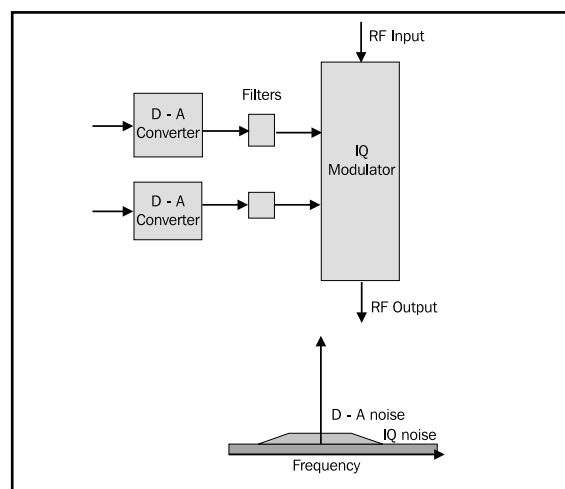 RF Input
Filters
D - A
Converter
IQ
Modulator
D - A
Converter
RF Output
D - A noise
IQ noise
Frequency